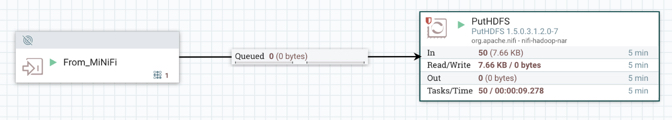 From_MiNiFi
1
Queued 0 (0 bytes)
PutHDFS
PutHDFS 1.5.0.3.1.2.0-7
org.apache.nifi - nifi-hadoop-nar
In 50 (7.66 KB) 5 min
Read/Write 7.66 KB / 0 bytes 5 min
Out 0 (0 bytes) 5 min
Tasks/Time 50 / 00:00:09.278 5 min